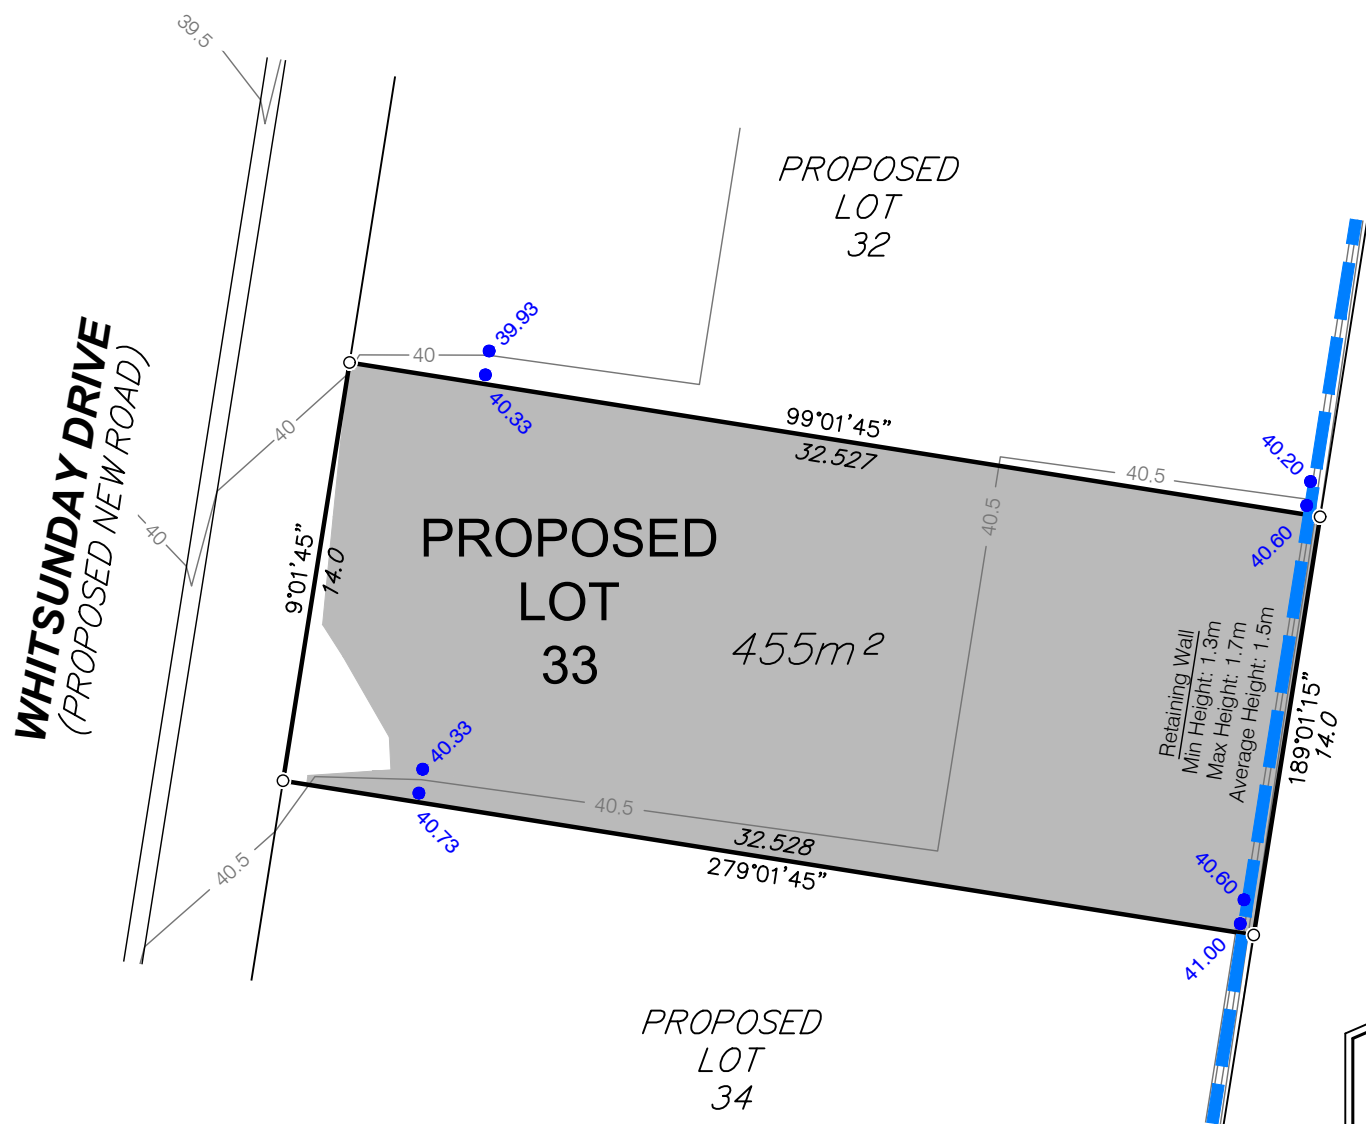 39.5
PROPOSED
LOT
32
39.93
40
40.33
99°01'45"
32.527
40
40.20
40.5
40.5
40.60
WHITSUNDAY DRIVE
(PROPOSED NEW ROAD)
40
9°01'45"
14.0
PROPOSED
LOT
33
455m²
Retaining Wall
Min Height: 1.3m
Max Height: 1.7m
Average Height: 1.5m
189°01'15"
14.0
40.33
40.73
40.5
32.528
279°01'45"
40.5
40.60
41.00
PROPOSED
LOT
34